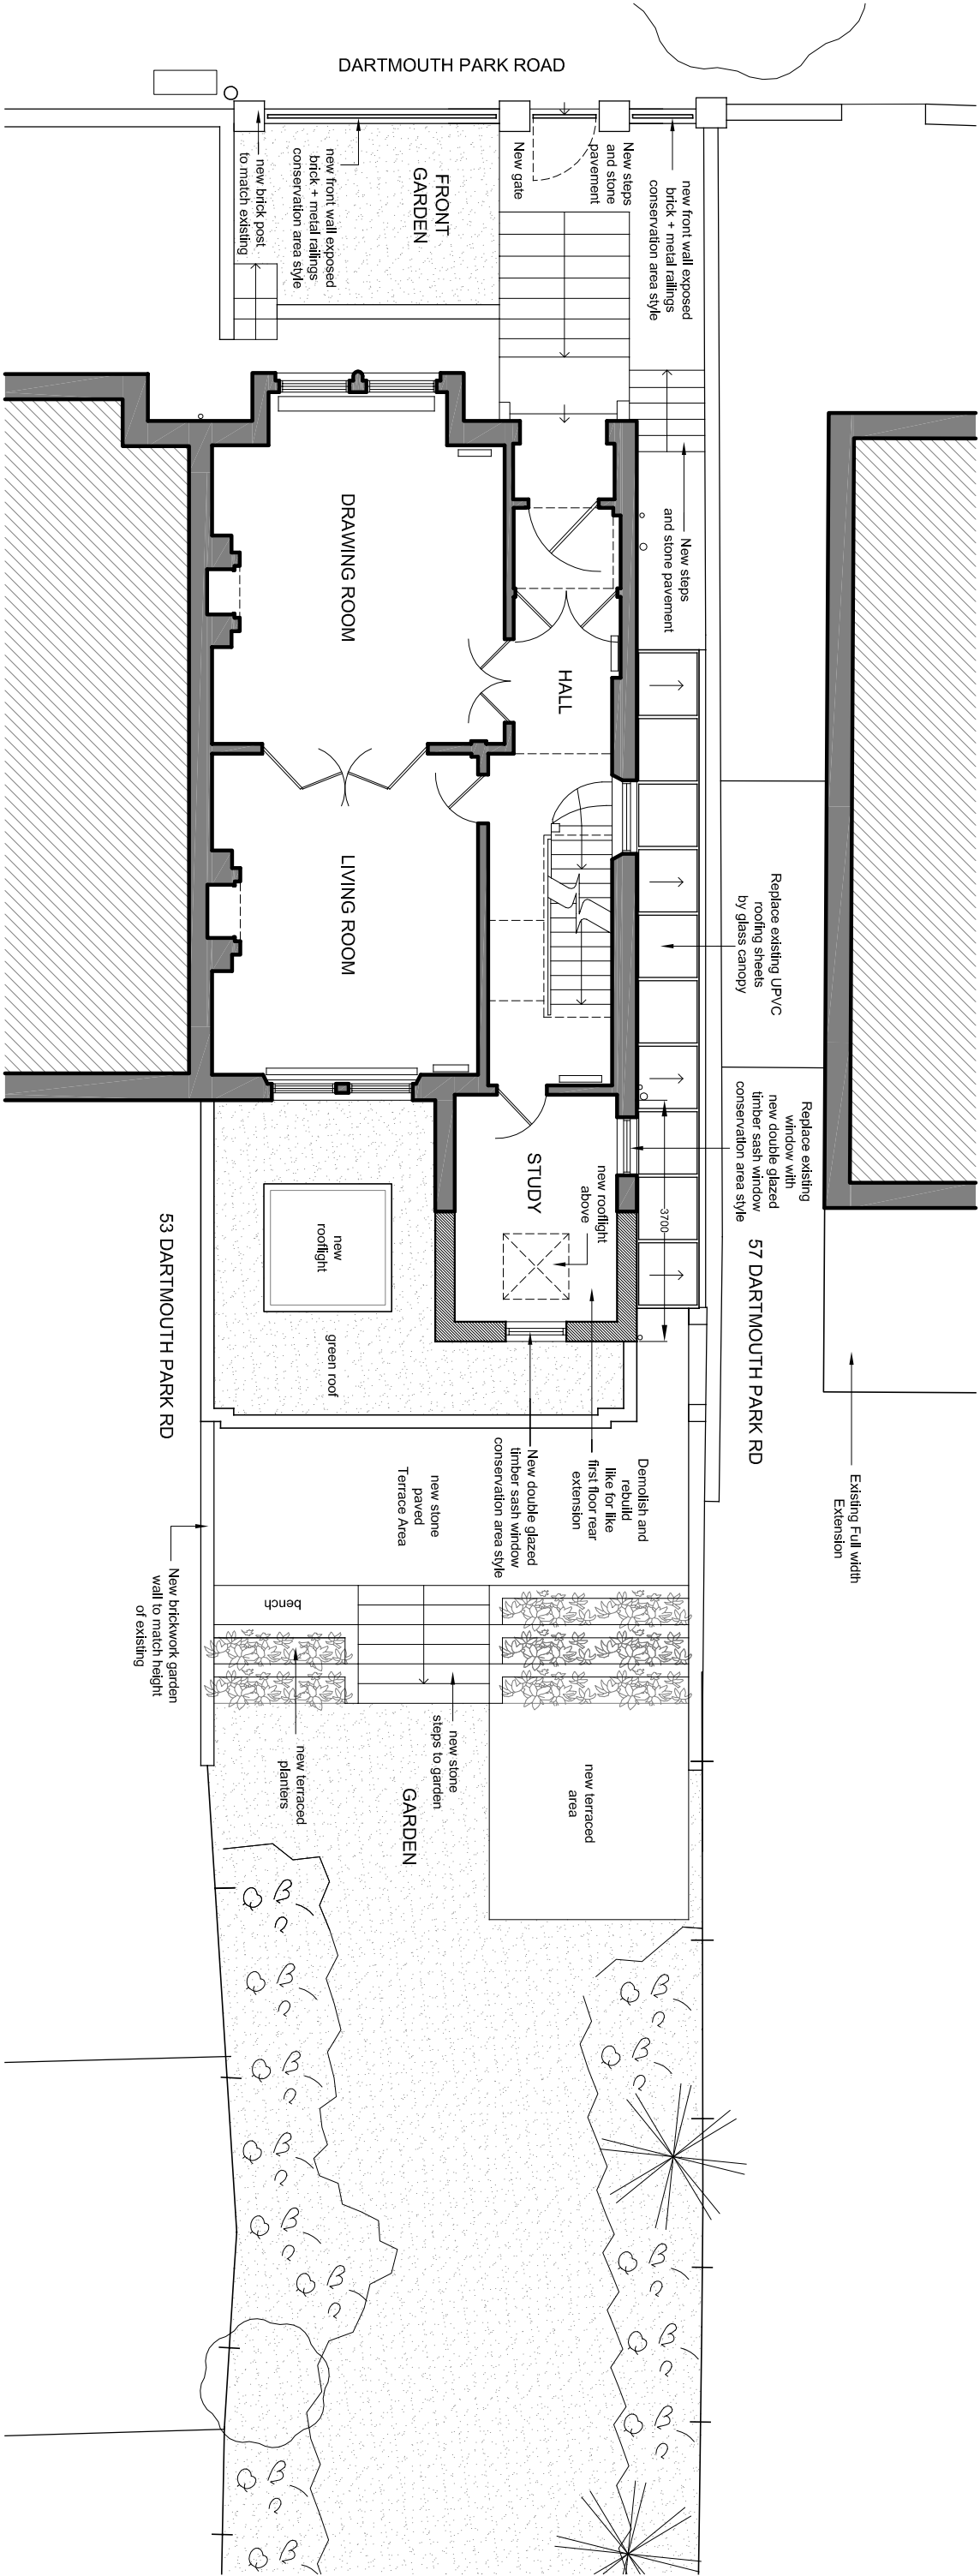 DARTMOUTH PARK ROAD
new front wall exposed
brick + metal railings
conservation area style
New steps
and stone
pavement
New gate
FRONT
GARDEN
new front wall exposed
brick + metal railings
conservation area style
new brick post
to match existing
New steps
and stone pavement
DRAWING ROOM
HALL
LIVING ROOM
Replace existing UPVC
roofing sheets
by glass canopy
Replace existing
window with
new double glazed
timber sash window
conservation area style
STUDY
new rooflight
above
3700
new
rooflight
green roof
57 DARTMOUTH PARK RD
53 DARTMOUTH PARK RD
Existing Full width
Extension
Demolish and
rebuild
like for like
first floor rear
extension
New double glazed
timber sash window
conservation area style
new stone
paved
Terrace Area
New brickwork garden
wall to match height
of existing
bench
new stone
steps to garden
new terraced
planters
new terraced
area
GARDEN